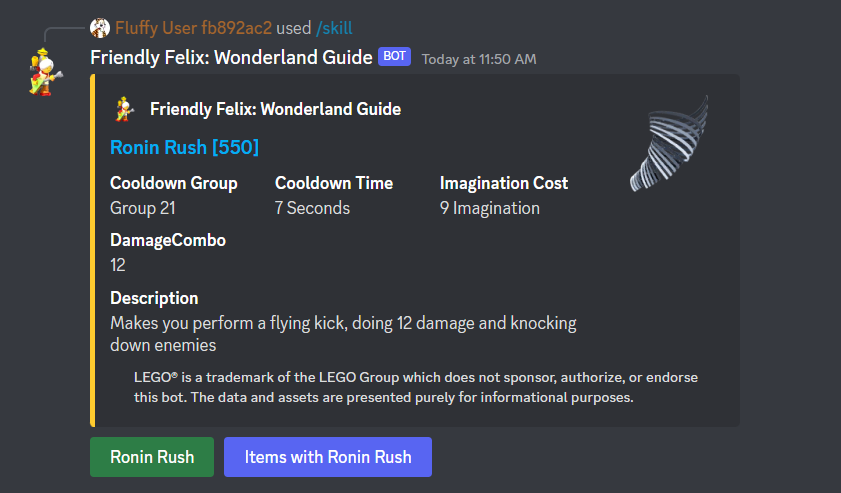 Fluffy User fb892ac2 used /skill
Friendly Felix: Wonderland Guide BOT Today at 11:50 AM
Friendly Felix: Wonderland Guide
Ronin Rush [550]
Cooldown Group Cooldown Time Imagination Cost
Group 21 7 Seconds 9 Imagination
DamageCombo
12
Description
Makes you perform a flying kick, doing 12 damage and knocking
down enemies
LEGO® is a trademark of the LEGO Group which does not sponsor, authorize, or endorse
this bot. The data and assets are presented purely for informational purposes.
Ronin Rush Items with Ronin Rush